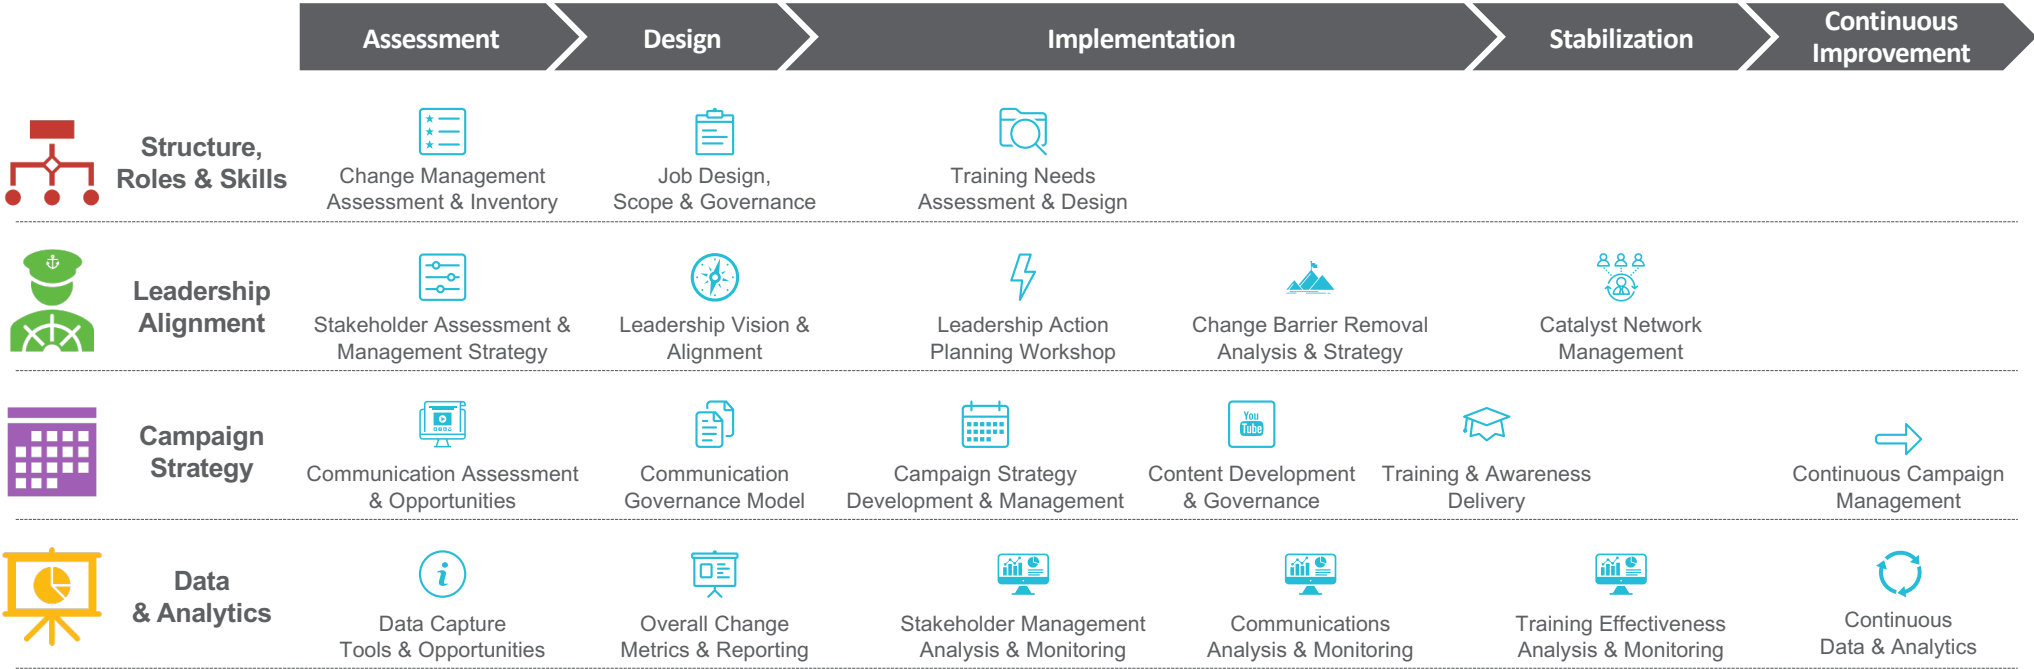 Assessment
Design
Implementation
Stabilization
Continuous
Improvement
Structure,
Roles & Skills
Change Management
Assessment & Inventory
Job Design,
Scope & Governance
Training Needs
Assessment & Design
Leadership
Alignment
Stakeholder Assessment &
Management Strategy
Leadership Vision &
Alignment
Leadership Action
Planning Workshop
Change Barrier Removal
Analysis & Strategy
Catalyst Network
Management
Campaign
Strategy
Communication Assessment
& Opportunities
Communication
Governance Model
Campaign Strategy
Development & Management
You
Tube
Content Development
& Governance
Training & Awareness
Delivery
Continuous Campaign
Management
Data
& Analytics
i
Data Capture
Tools & Opportunities
Overall Change
Metrics & Reporting
Stakeholder Management
Analysis & Monitoring
Communications
Analysis & Monitoring
Training Effectiveness
Analysis & Monitoring
Continuous
Data & Analytics